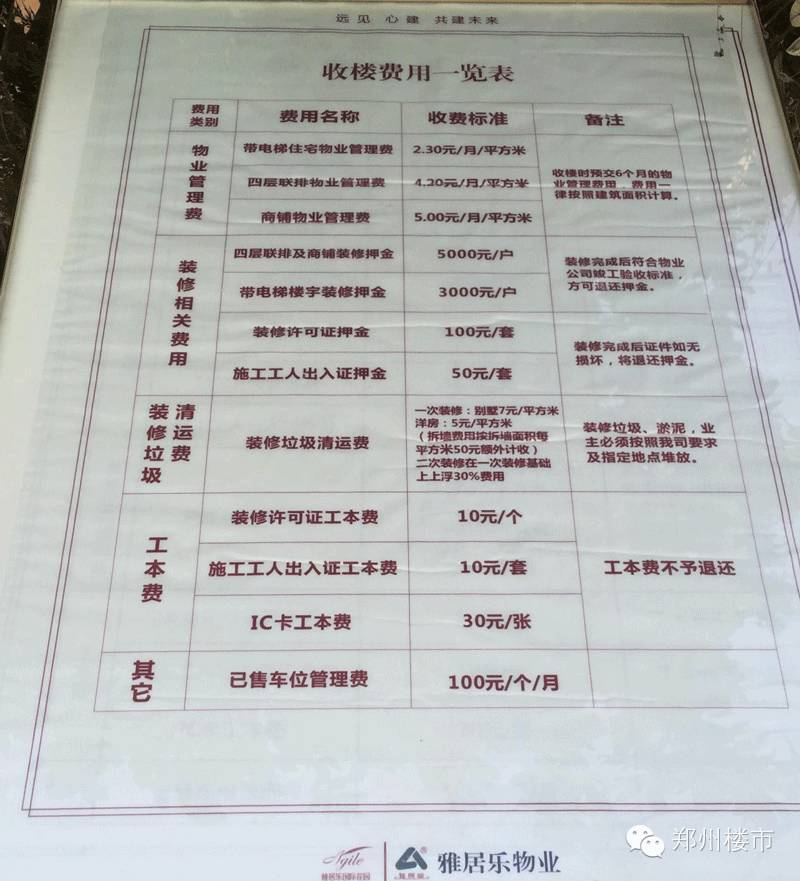 远见 心建 共建未来
收楼费用一览表
费用
类别
费用名称
收费标准
备注
物业管理费
带电梯住宅物业管理费
2.30元/月/平方米
四层联排物业管理费
4.20元/月/平方米
商铺物业管理费
5.00元/月/平方米
收楼时预交6个月的物
业管理费用，费用一
律按照建筑面积计算。
装修相关费用
四层联排及商铺装修押金
5000元/户
带电梯楼宇装修押金
3000元/户
装修完成后符合物业
公司竣工验收标准，
方可退还押金。
装修许可证押金
100元/套
施工工人出入证押金
50元/套
装修完成后证件如无
损坏，将退还押金。
装修垃圾
清运费
装修垃圾清运费
一次装修：别墅7元/平方米
洋房：5元/平方米
（拆墙费用按拆墙面积每
平方米50元额外计收）
二次装修在一次装修基础
上上浮30%费用
装修垃圾、淤泥，业
主必须按照我司要求
及指定地点堆放。
工本费
装修许可证工本费
10元/个
施工工人出入证工本费
10元/套
IC卡工本费
30元/张
工本费不予退还
其它
已售车位管理费
100元/个/月
Agile
雅居乐国际花园
雅居乐
雅居乐物业
郑州楼市